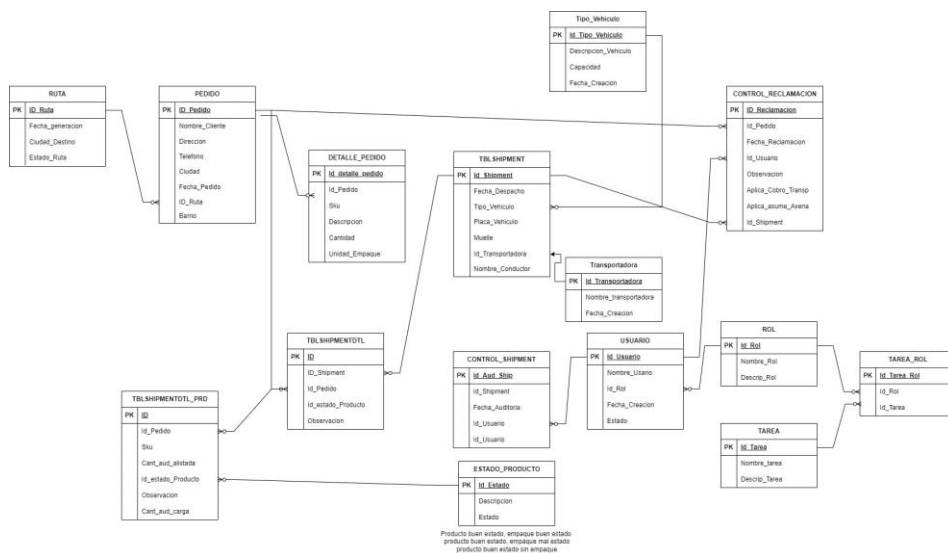 Tipo_Vehiculo
PK Id_Tipo_Vehiculo
Descripcion_Vehiculo
Capacidad
Fecha_Creacion
RUTA
PK ID_Ruta
Fecha_generacion
Ciudad_Destino
Estado_Ruta
PEDIDO
PK ID_Pedido
Nombre_Cliente
Direccion
Telefono
Ciudad
Fecha_Pedido
ID_Ruta
Barrio
CONTROL_RECLAMACION
PK ID_Reclamacion
Id_Pedido
Fecha_Reclamacion
Id_Usuario
Observacion
Aplica_Cobro_Transp
Aplica_asume_Averia
Id_Shipment
DETALLE_PEDIDO
PK Id_detalle_pedido
Id_Pedido
Sku
Descripcion
Cantidad
Unidad_Empaque
TBLSHIPMENT
PK Id_Shipment
Fecha_Despacho
Tipo_Vehiculo
Placa_Vehiculo
Muelle
Id_Transportadora
Nombre_Conductor
Transportadora
PK Id_Transportadora
Nombre_transportadora
Fecha_Creacion
TBLSHIPMENTDTL
PK ID
ID_Shipment
Id_Pedido
Id_estado_Producto
Observacion
CONTROL_SHIPMENT
PK Id_Aud_Ship
Id_Shipment
Fecha_Auditoria
Id_Usuario
Id_Usuario
USUARIO
PK Id_Usuario
Nombre_Usario
Id_Rol
Fecha_Creacion
Estado
ROL
PK Id_Rol
Nombre_Rol
Descrip_Rol
TAREA_ROL
PK Id_Tarea_Rol
Id_Rol
Id_Tarea
TBLSHIPMENTDTL_PRD
PK ID
Id_Pedido
Sku
Cant_aud_alistada
Id_estado_Producto
Observacion
Cant_aud_carga
TAREA
PK Id_Tarea
Nombre_tarea
Descrip_Tarea
ESTADO_PRODUCTO
PK Id_Estado
Descripcion
Estado
Producto buen estado, empaque buen estado
producto buen estado, empaque mal estado
producto buen estado sin empaque